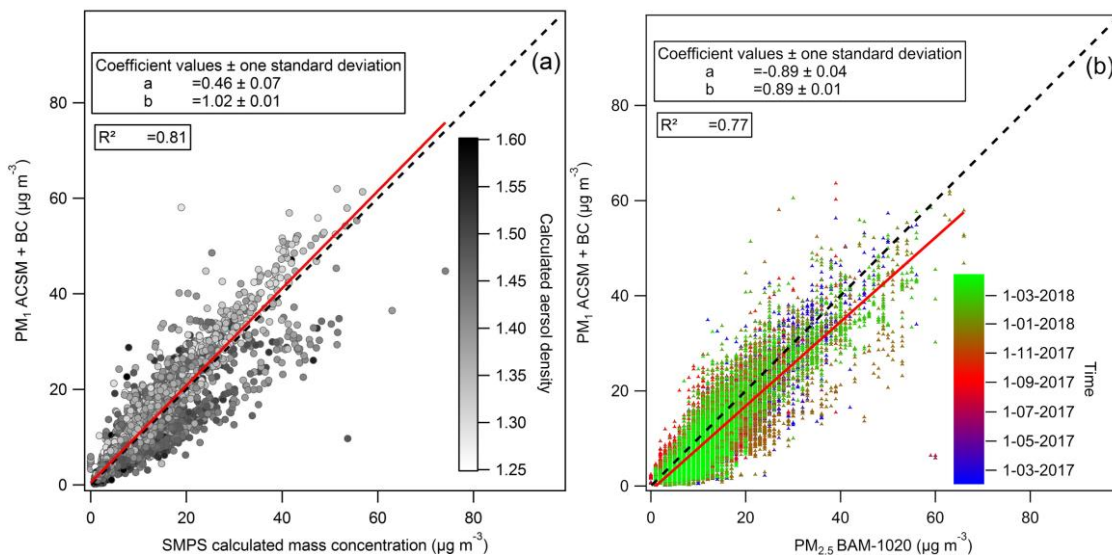 Coefficient values ± one standard deviation
a =0.46 ± 0.07
b =1.02 ± 0.01
R² =0.81
(a)
80
60
40
20
0
PM₁ ACSM + BC (µg m⁻³)
0 20 40 60 80
SMPS calculated mass concentration (µg m⁻³)
1.60
1.55
1.50
1.45
1.40
1.35
1.30
1.25
Calculated aersol density
Coefficient values ± one standard deviation
a =-0.89 ± 0.04
b =0.89 ± 0.01
R² =0.77
(b)
80
60
40
20
0
PM₁ ACSM + BC (µg m⁻³)
0 20 40 60 80
PM₂.₅ BAM-1020 (µg m⁻³)
1-03-2018
1-01-2018
1-11-2017
1-09-2017
1-07-2017
1-05-2017
1-03-2017
Time